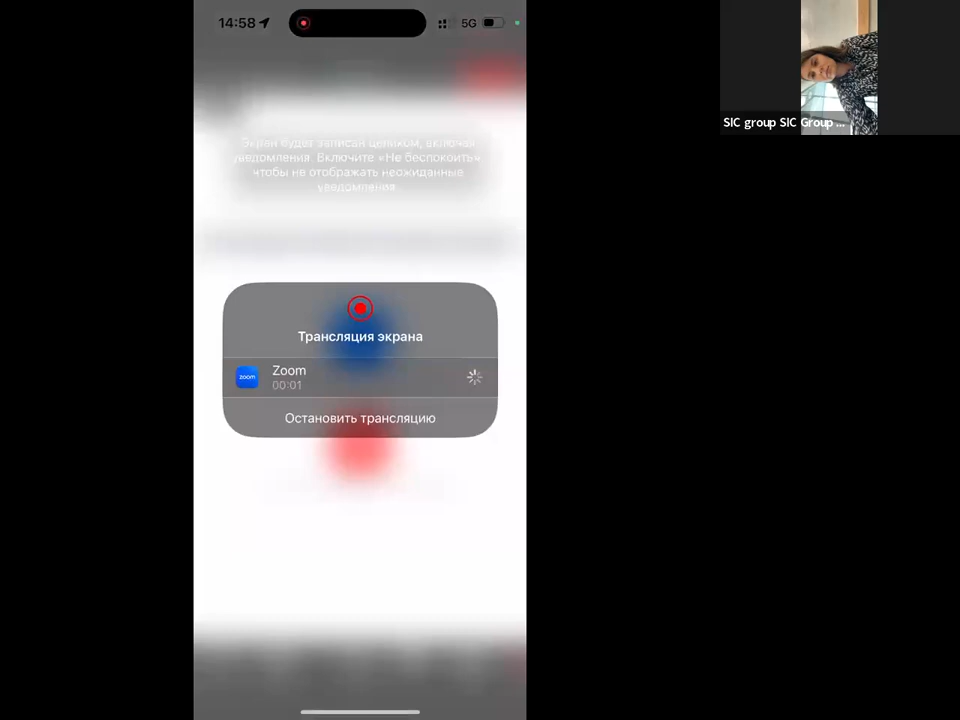 14:58
5G
SIC group SIC Group ...
Экран будет записан целиком, включая
уведомления. Включите «Не беспокоить»,
чтобы не отображать неожиданные
уведомления.
Трансляция экрана
zoom
Zoom
00:01
Остановить трансляцию